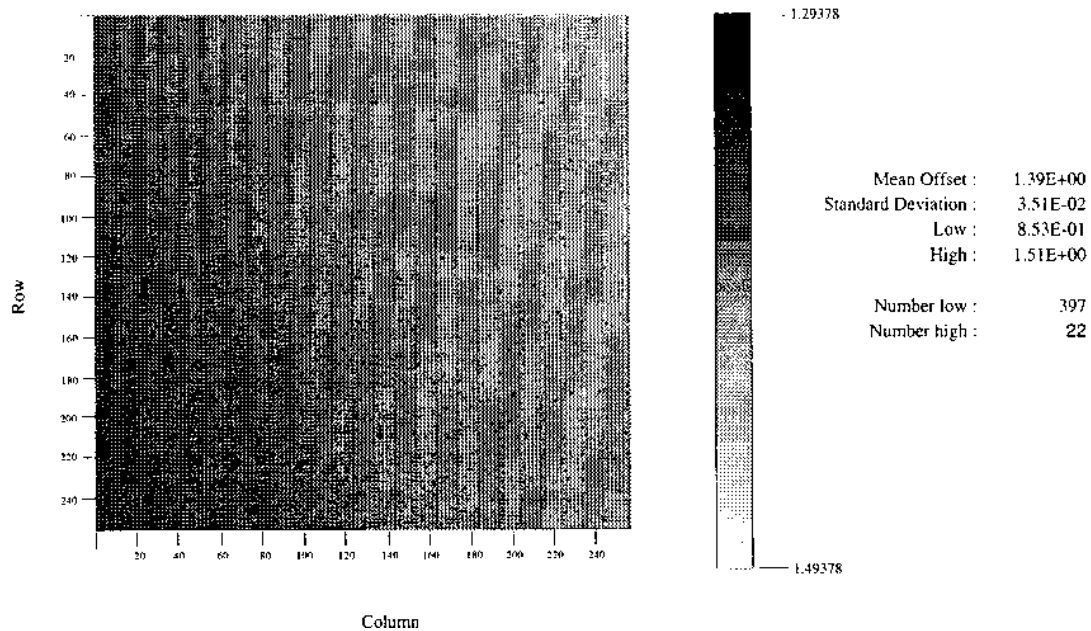 - 1.29378
20
40
60
80
100
120
140
160
180
200
220
240
Row
20 40 60 80 100 120 140 160 180 200 220 240
Column
1.49378
Mean Offset : 1.39E+00
Standard Deviation : 3.51E-02
Low : 8.53E-01
High : 1.51E+00
Number low : 397
Number high : 22